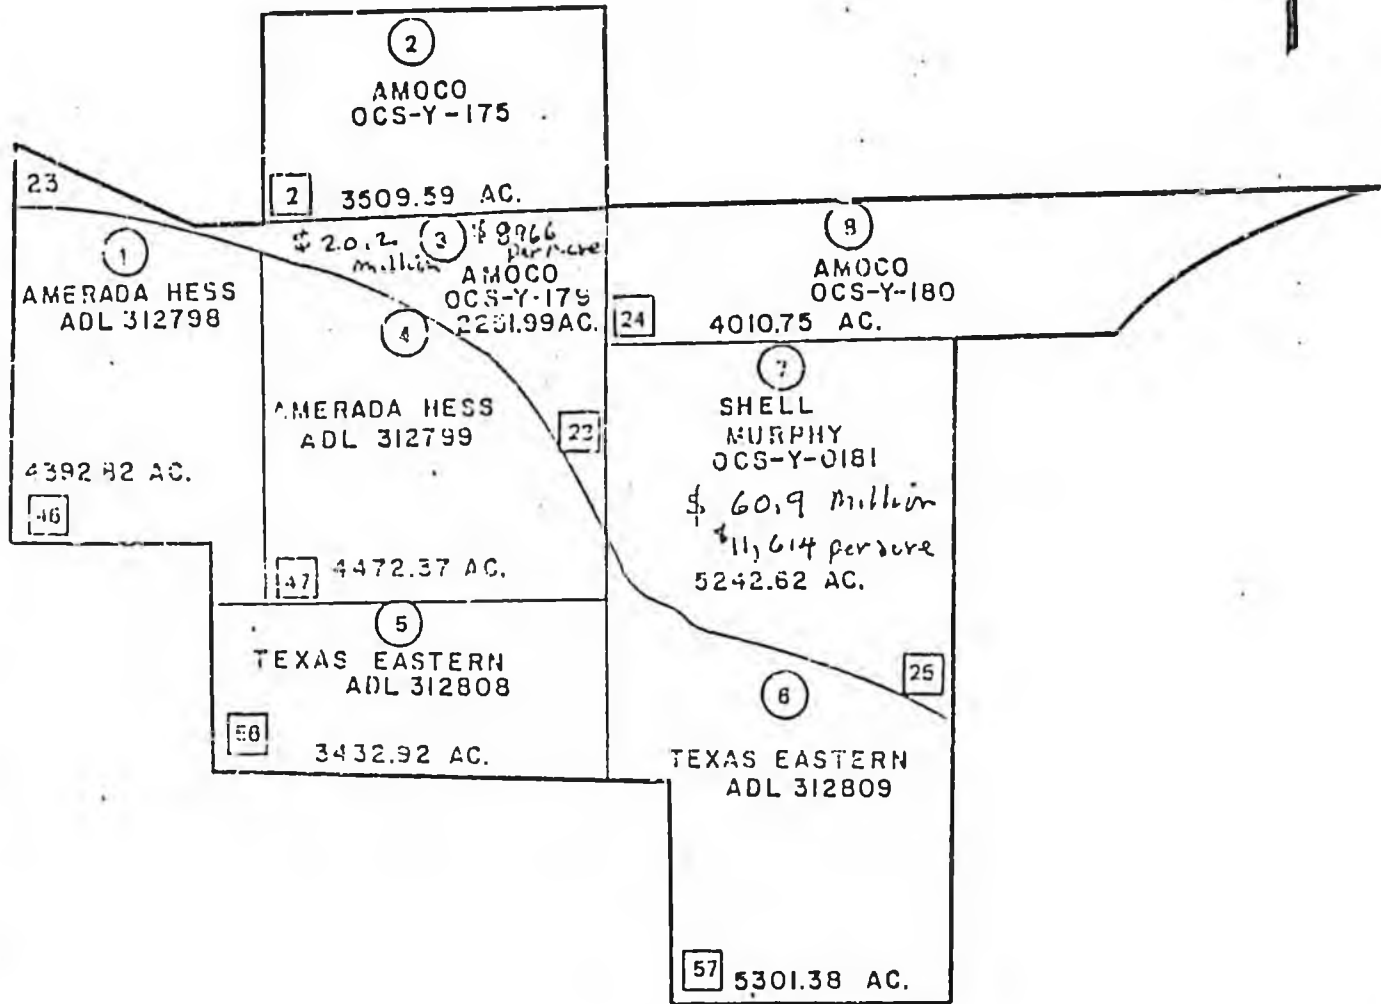 2
AMOCO
OCS-Y-175
2 3509.59 AC.
23
1
AMERADA HESS
ADL 312798
4392.82 AC.
46
$ 20.2 million
3
$ 8966 per acre
AMOCO
OCS-Y-179
AC.
4
AMERADA HESS
ADL 312799
23
47 4472.37 AC.
8
AMOCO
OCS-Y-180
24 4010.75 AC.
7
SHELL
MURPHY
OCS-Y-0181
$ 60.9 Million
$11,614 per acre
5242.62 AC.
25
5
TEXAS EASTERN
ADL 312808
3432.92 AC.
6
TEXAS EASTERN
ADL 312809
57 5301.38 AC.